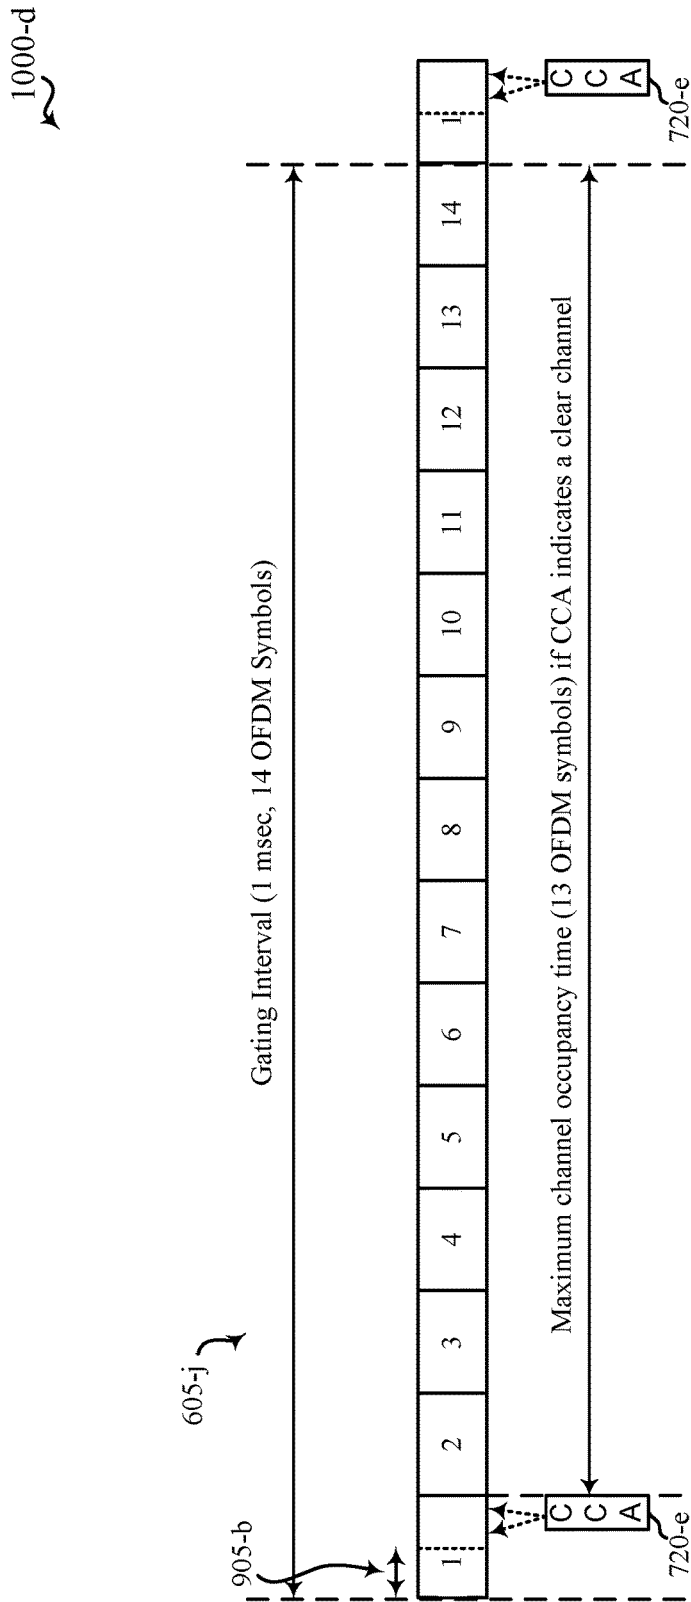 1000-d
605-j
Gating Interval (1 msec, 14 OFDM Symbols)
905-b
1 2 3 4 5 6 7 8 9 10 11 12 13 14 1
Maximum channel occupancy time (13 OFDM symbols) if CCA indicates a clear channel
CCA
CCA
720-e
720-e